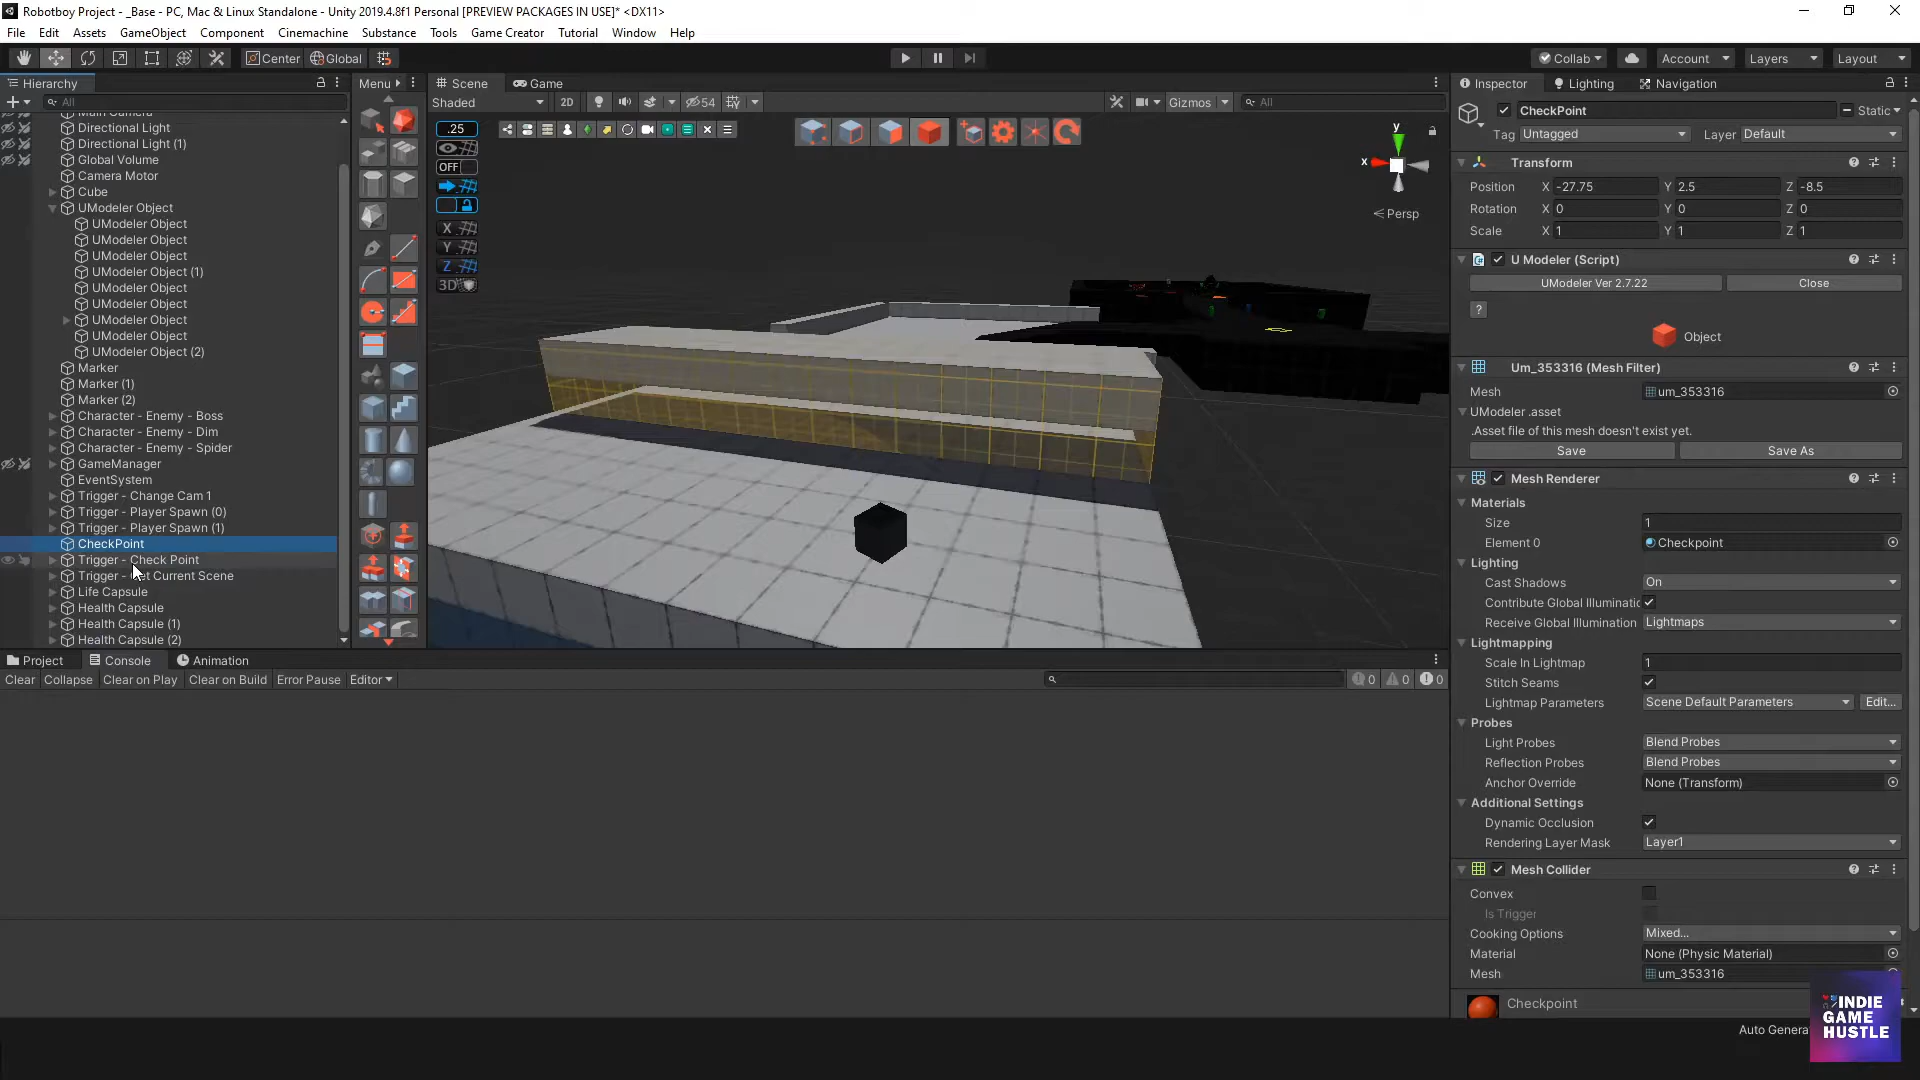 Robotboy Project - _Base - PC, Mac & Linux Standalone - Unity 2019.4.8f1 Personal [PREVIEW PACKAGES IN USE]* <DX11>
File Edit Assets GameObject Component Cinemachine Substance Tools Game Creator Tutorial Window Help
Center Global Collab Account Layers Layout
Hierarchy Menu Scene Game Inspector Lighting Navigation
All Shaded 2D 54 Gizmos All
Main Camera
Directional Light
Directional Light (1)
Global Volume
Camera Motor
Cube
UModeler Object
UModeler Object
UModeler Object
UModeler Object
UModeler Object (1)
UModeler Object
UModeler Object
UModeler Object
UModeler Object
UModeler Object (2)
Marker
Marker (1)
Marker (2)
Character - Enemy - Boss
Character - Enemy - Dim
Character - Enemy - Spider
GameManager
EventSystem
Trigger - Change Cam 1
Trigger - Player Spawn (0)
Trigger - Player Spawn (1)
CheckPoint
Trigger - Check Point
Trigger - Current Scene
Life Capsule
Health Capsule
Health Capsule (1)
Health Capsule (2)
.25
OFF
X
Y
Z
3D
y
x
Persp
Project Console Animation
Clear Collapse Clear on Play Clear on Build Error Pause Editor 0 0 0
CheckPoint Static
Tag Untagged Layer Default
Transform
Position X -27.75 Y 2.5 Z -8.5
Rotation X 0 Y 0 Z 0
Scale X 1 Y 1 Z 1
U Modeler (Script)
UModeler Ver 2.7.22 Close
?
Object
Um_353316 (Mesh Filter)
Mesh um_353316
UModeler .asset
.Asset file of this mesh doesn't exist yet.
Save Save As
Mesh Renderer
Materials
Size 1
Element 0 Checkpoint
Lighting
Cast Shadows On
Contribute Global Illuminatic
Receive Global Illumination Lightmaps
Lightmapping
Scale In Lightmap 1
Stitch Seams
Lightmap Parameters Scene Default Parameters Edit...
Probes
Light Probes Blend Probes
Reflection Probes Blend Probes
Anchor Override None (Transform)
Additional Settings
Dynamic Occlusion
Rendering Layer Mask Layer1
Mesh Collider
Convex
Is Trigger
Cooking Options Mixed...
Material None (Physic Material)
Mesh um_353316
Checkpoint
Auto Genera
INDIE
GAME
HUSTLE